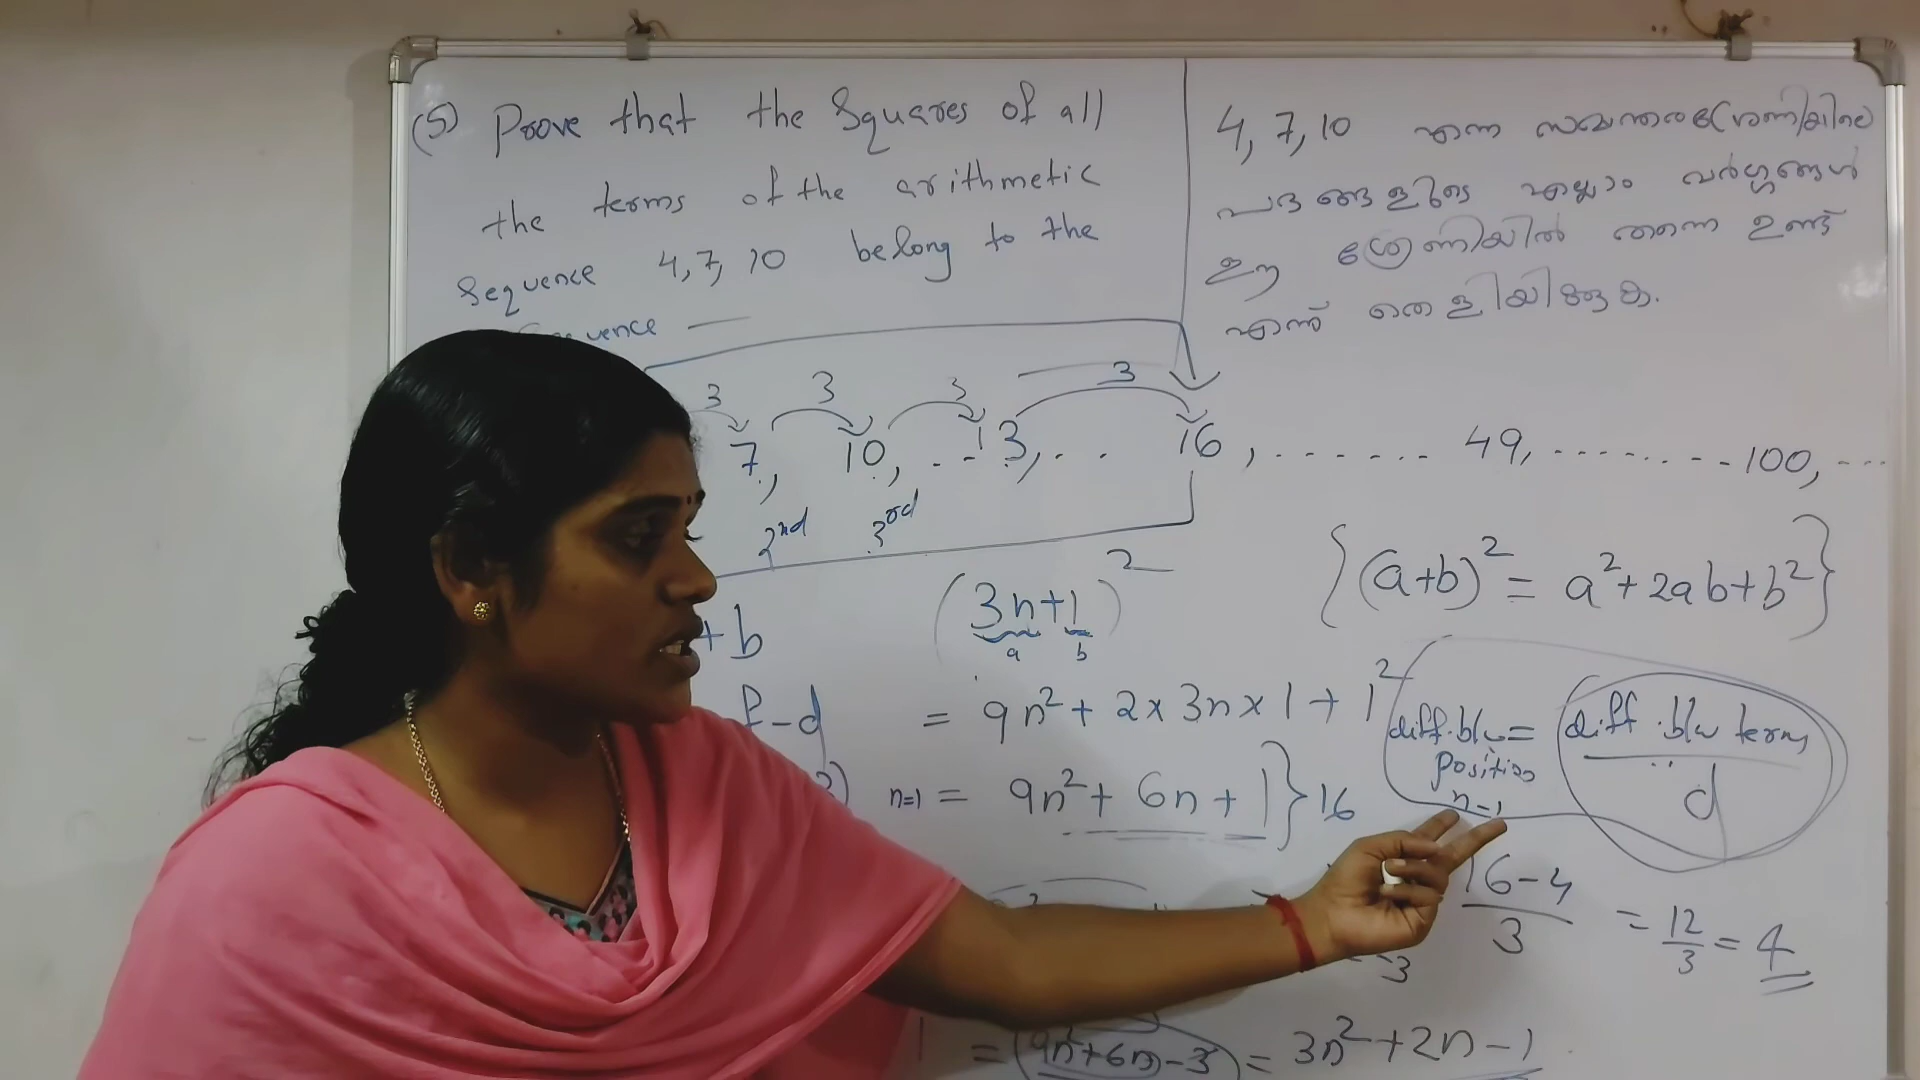 (5) Prove that the squares of all
the terms of the arithmetic
sequence 4, 7, 10 belong to the
4, 7, 10 എന്ന സമാന്തരശ്രേണിയിലെ
പദങ്ങളുടെ എല്ലാം വർഗ്ഗങ്ങൾ
ഈ ശ്രേണിയിൽ തന്നെ ഉണ്ട്
എന്ന് തെളിയിക്കുക.
3 3 3 3
7, 10, --13, .. 16, ....... 49, ........100, ---
2nd 3rd
+b
f-d
(3n+1)²
a b
= 9n² + 2 x 3n x 1 + 1²
n=1 = 9n² + 6n + 1 } 16
{(a+b)² = a² + 2ab + b²}
diff.b/w = diff.b/w terms
position d
n-1
16-4 = 12 = 4
3 3
-3
= 9n²+6n-3 = 3n²+2n-1